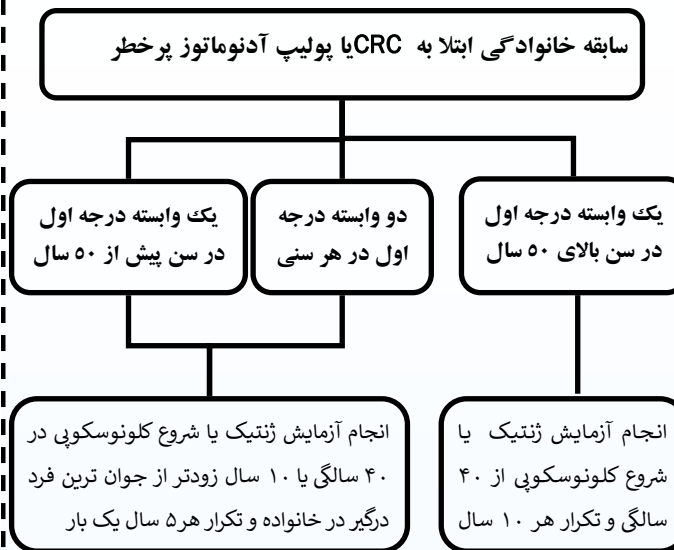 سابقه خانوادگی ابتلا به CRCیا پولیپ آدنوماتوز پرخطر
یک وابسته درجه اول
در سن بالای ۵۰ سال
دو وابسته درجه
اول در هر سنی
یک وابسته درجه اول
در سن پیش از ۵۰ سال
انجام آزمایش ژنتیک یا
شروع کلونوسکوپی از ۴۰
سالگی و تکرار هر ۱۰ سال
انجام آزمایش ژنتیک یا شروع کلونوسکوپی در
۴۰ سالگی یا ۱۰ سال زودتر از جوان ترین فرد
درگیر در خانواده و تکرار هر۵ سال یک بار